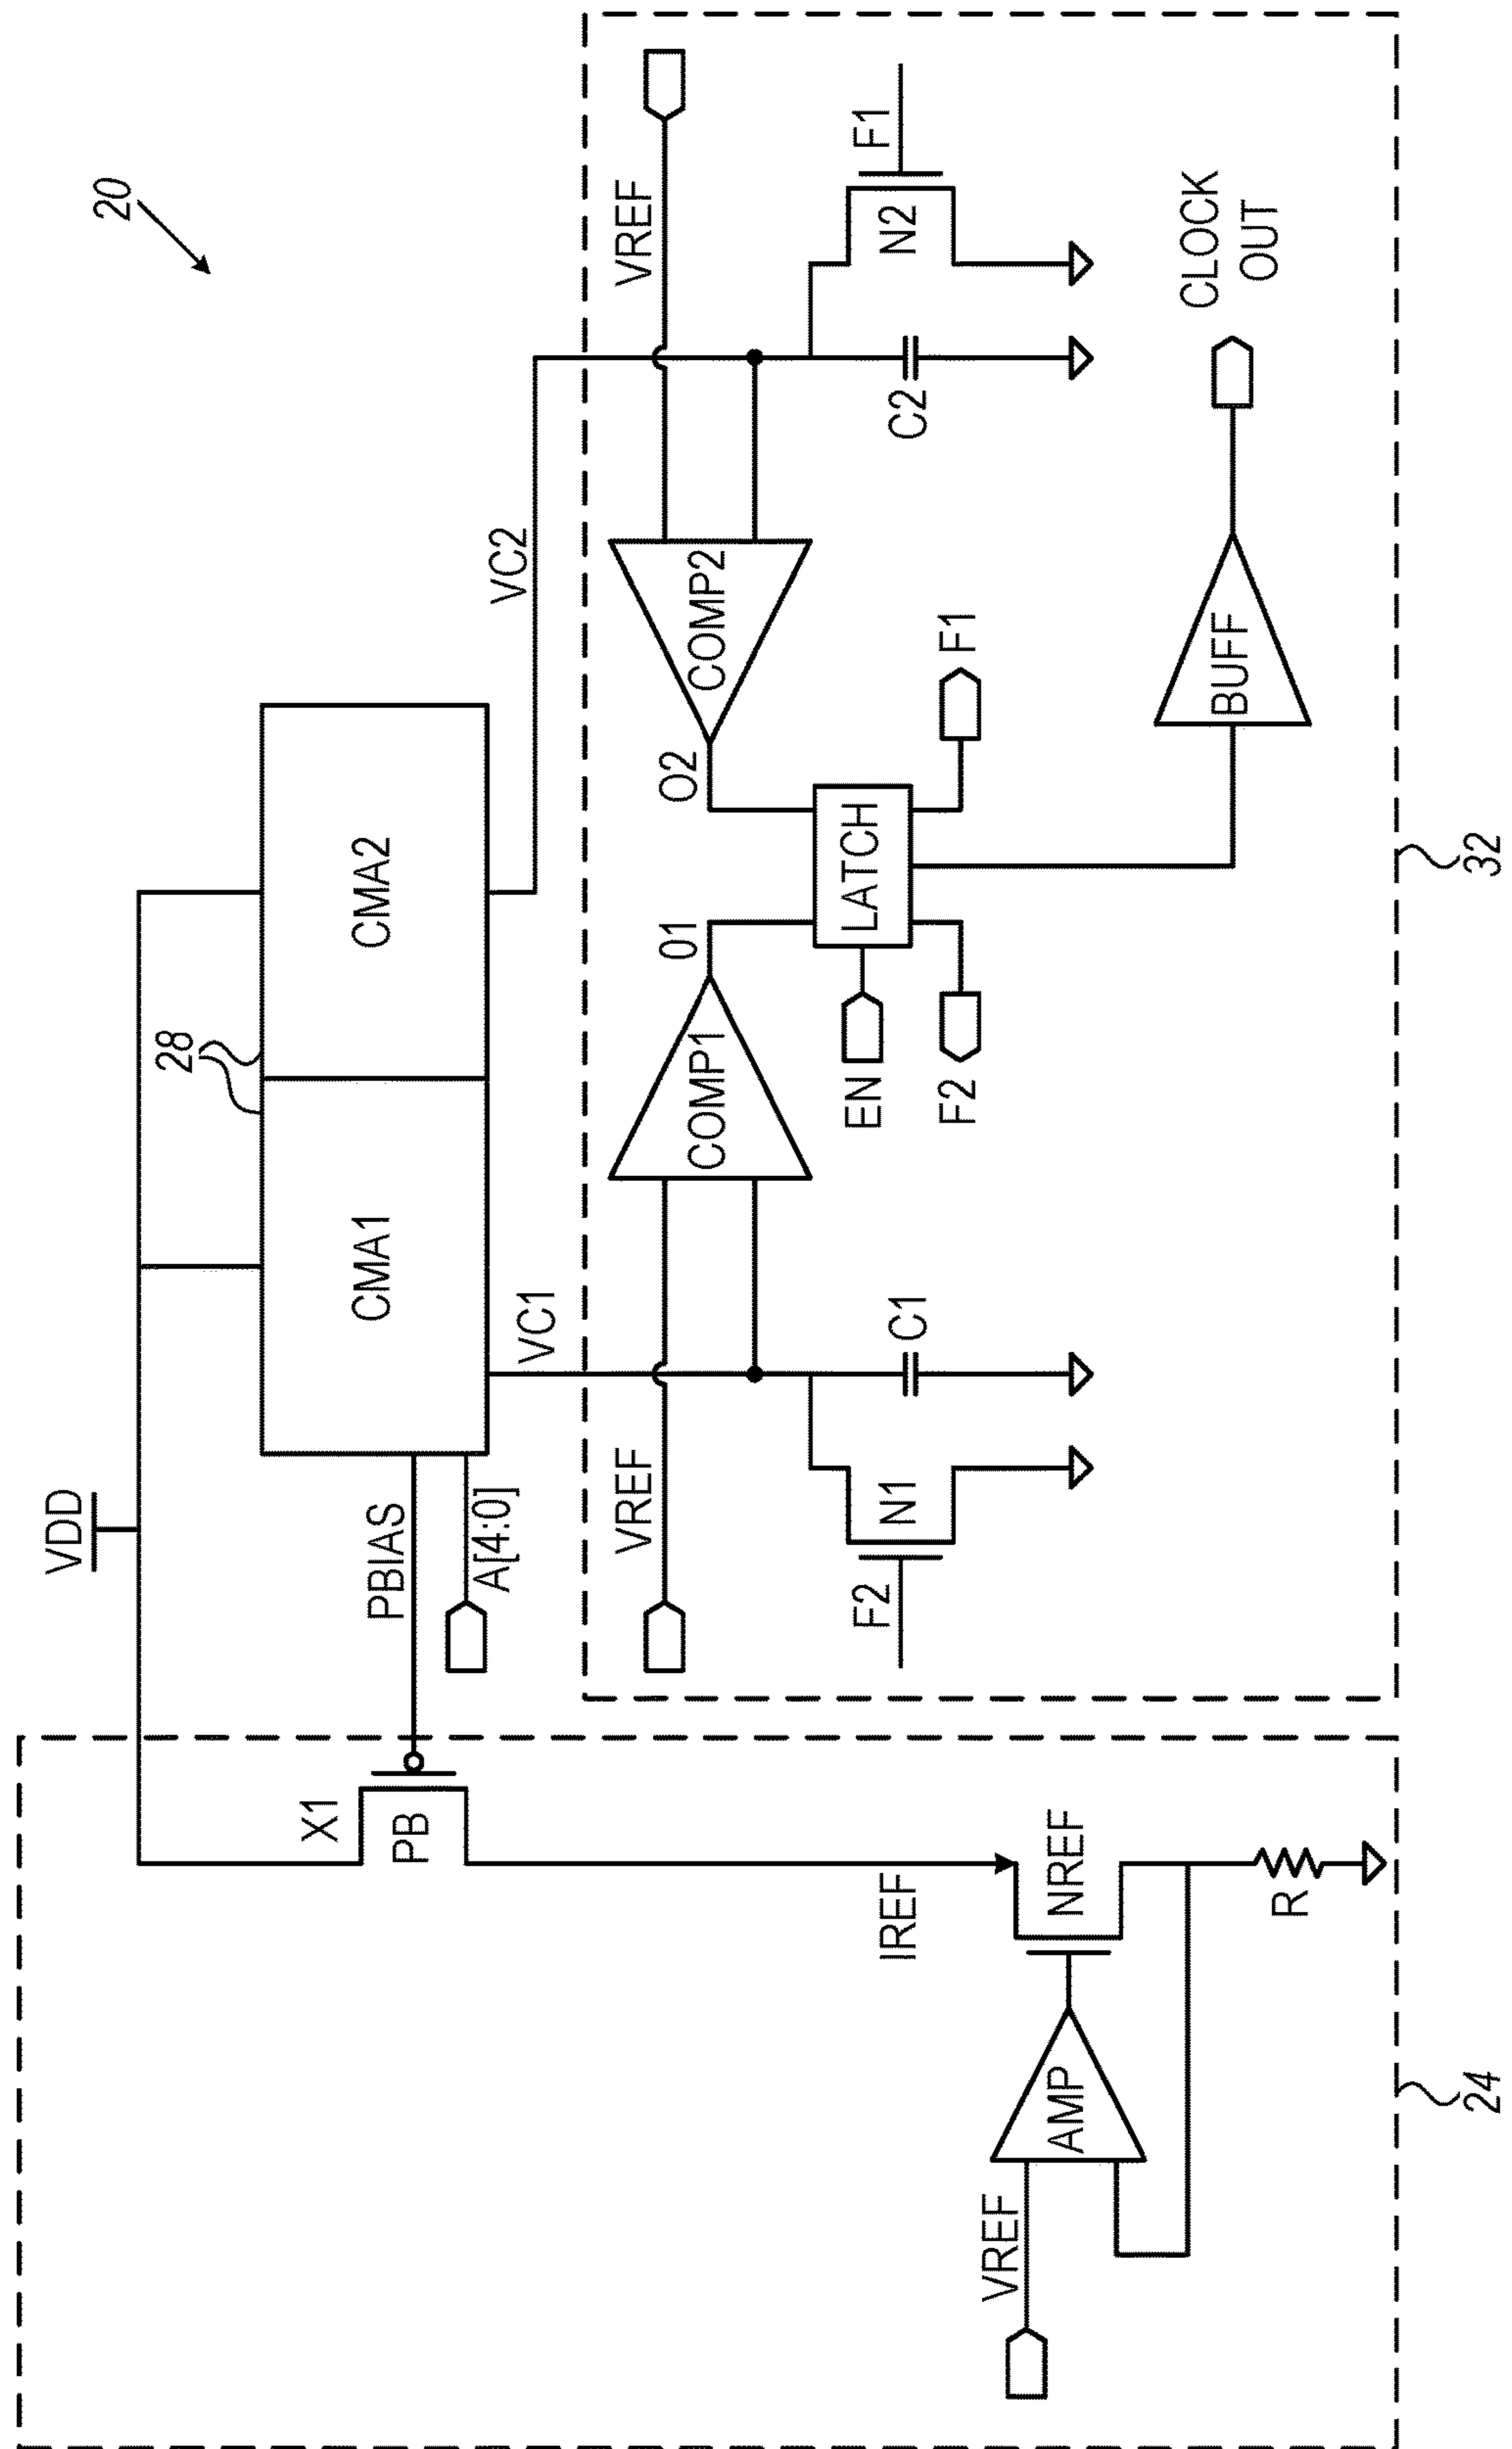 20
VDD
28
CMA1
CMA2
X1
PB
PBIAS
A[4:0]
VC1
VC2
VREF
VREF
COMP1
COMP2
O1
O2
IREF
F2
N1
C1
EN
LATCH
C2
N2
F1
F2
F1
VREF
AMP
NREF
R
BUFF
CLOCK
OUT
24
32